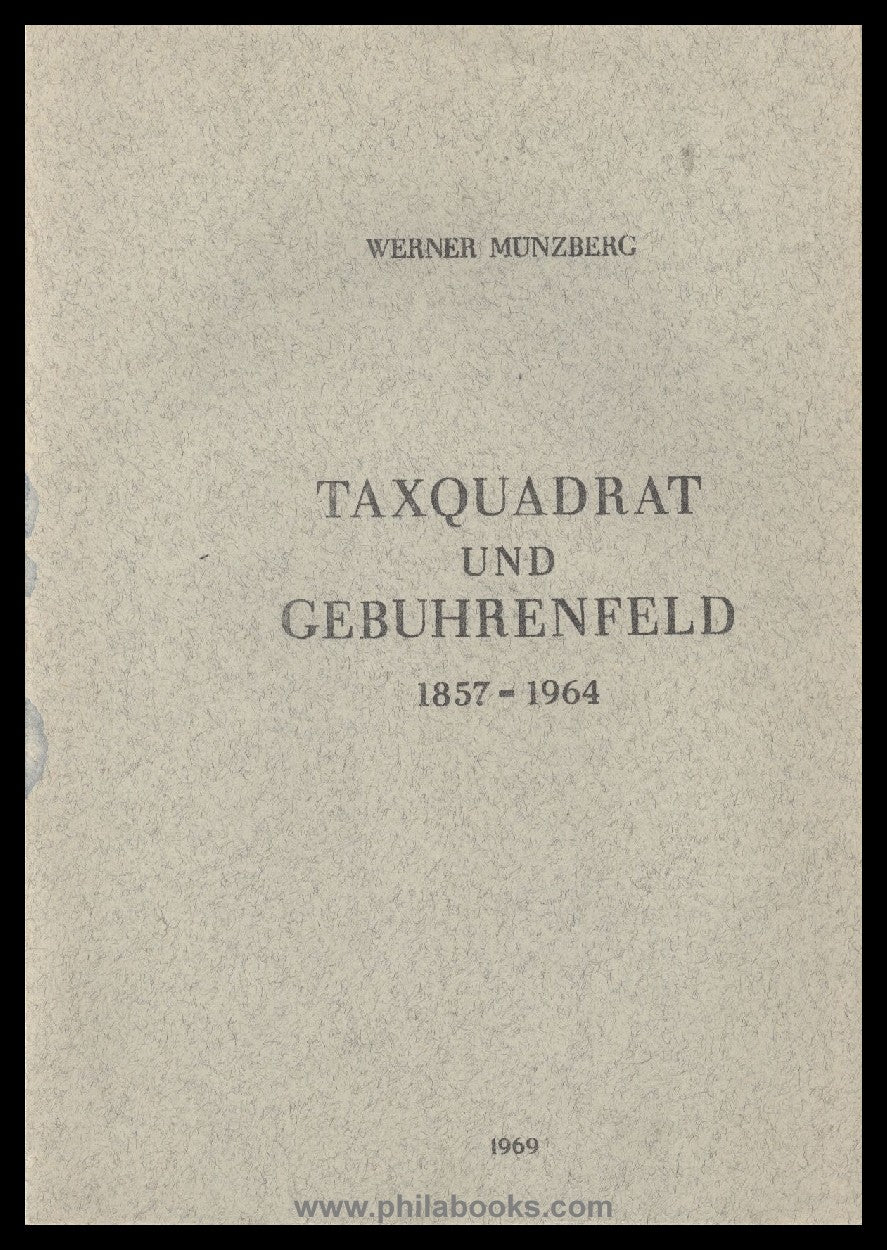 WERNER MUNZBERG
TAXQUADRAT
UND
GEBUHRENFELD
1857-1964
1969
www.philabooks.com